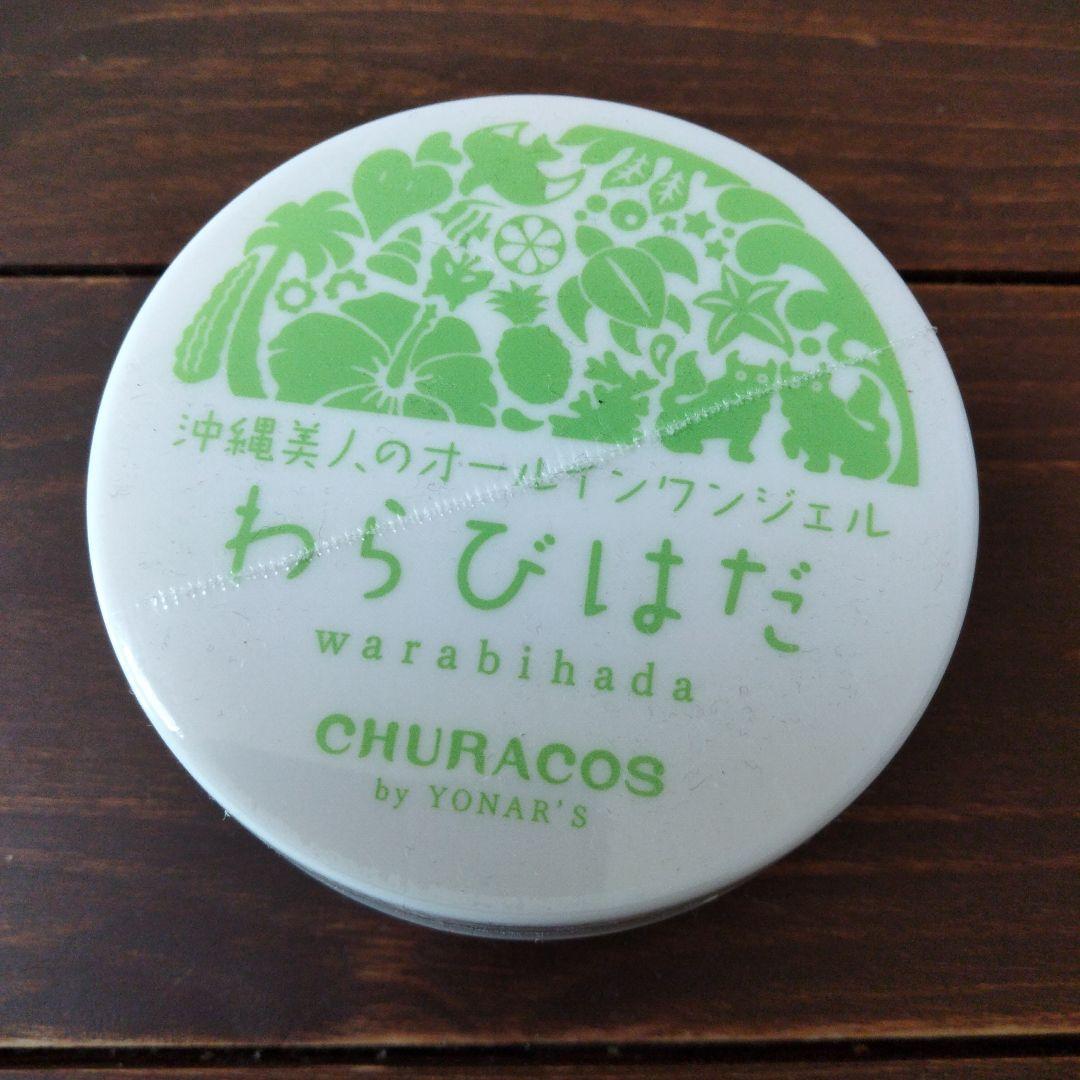 沖縄美人のオールインワンジェル
わらびはだ
warabihada
CHURACOS
by YONAR'S